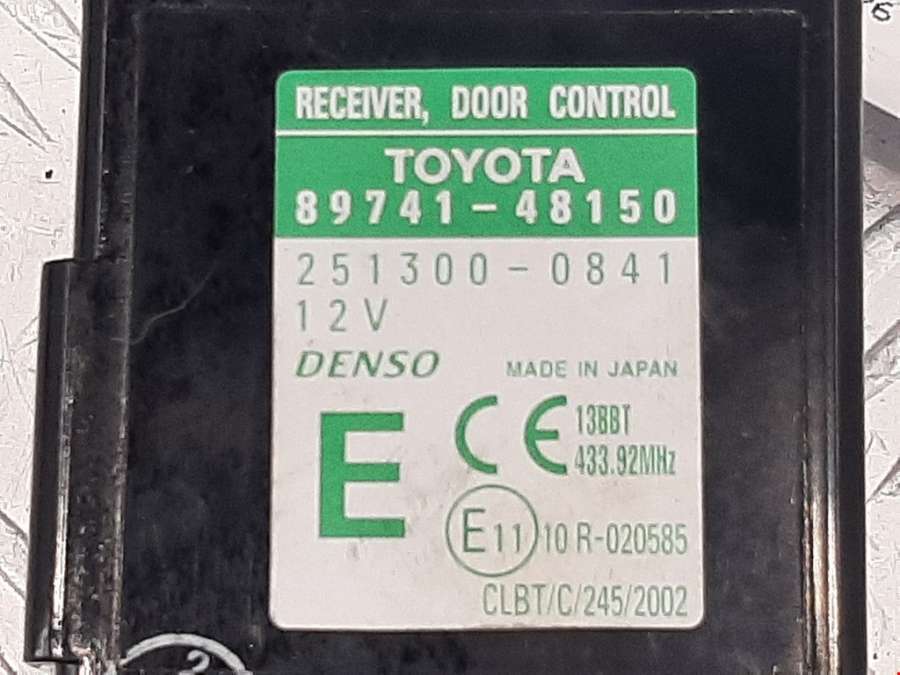 RECEIVER, DOOR CONTROL
TOYOTA
89741-48150
251300-0841
12V
DENSO MADE IN JAPAN
E CE 13BBT
433.92MHz
E11 10 R-020585
CLBT/C/245/2002
2